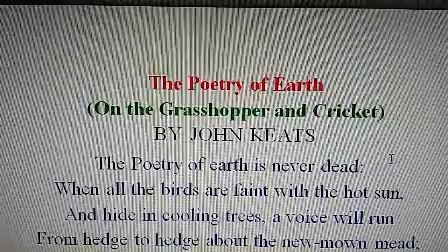 The Poetry of Earth
(On the Grasshopper and Cricket)
BY JOHN KEATS
The Poetry of earth is never dead:
When all the birds are faint with the hot sun,
And hide in cooling trees, a voice will run
From hedge to hedge about the new-mown mead;